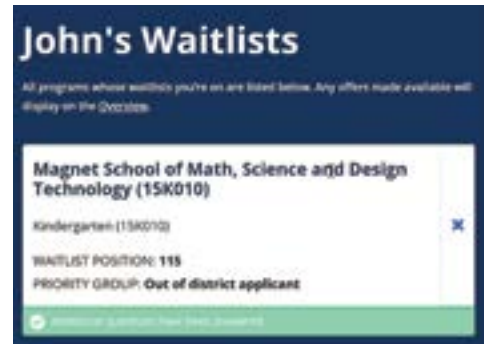 John's Waitlists
All programs whose waitlists you're on are listed below. Any offers made available will
display on the Overview.
Magnet School of Math, Science and Design
Technology (15K010)
Kindergarten (15K010)
WAITLIST POSITION: 115
PRIORITY GROUP: Out of district applicant